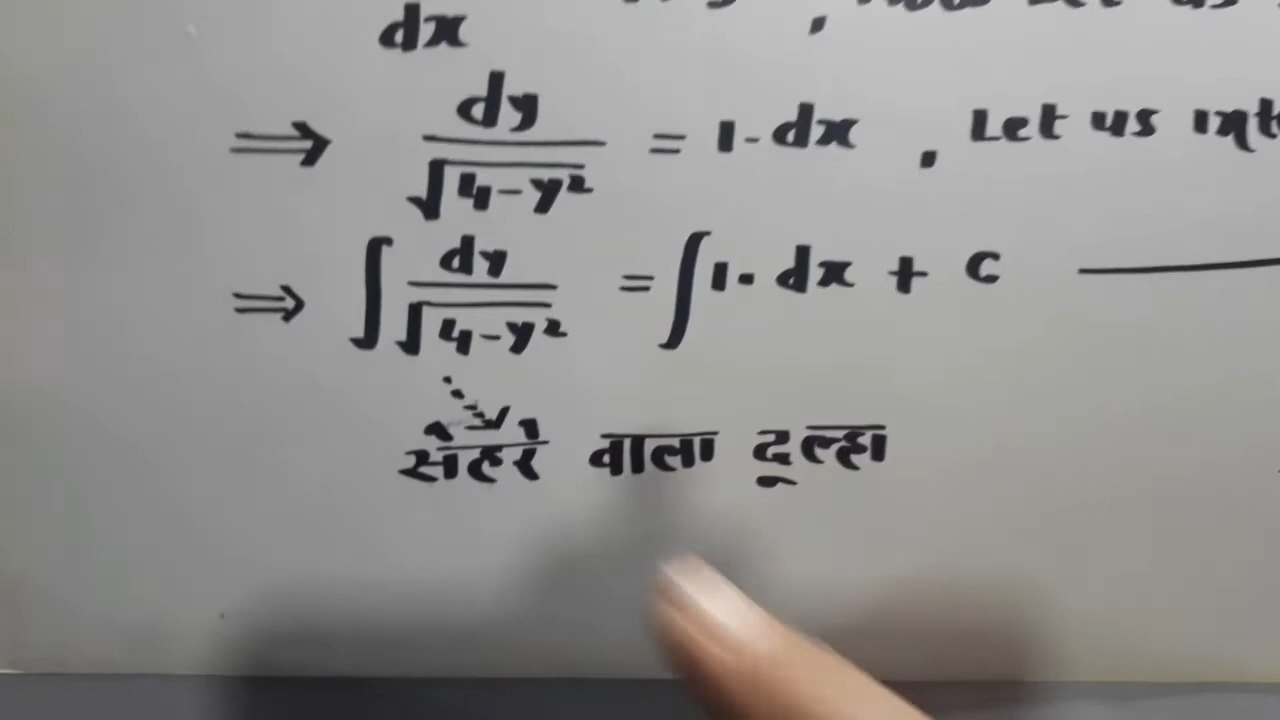 dx ,
⇒ dy/√4-y² = 1·dx , Let us
⇒ ∫ dy/√4-y² = ∫1·dx + c
सेहरे वाला दूल्हा